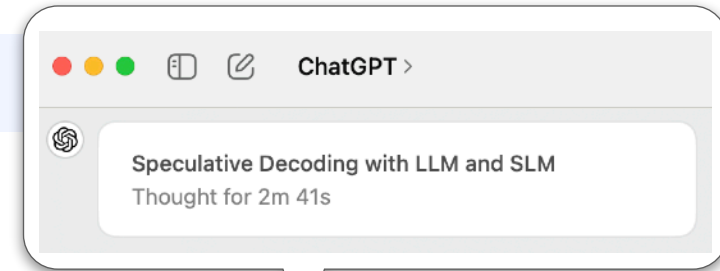 ChatGPT >
Speculative Decoding with LLM and SLM
Thought for 2m 41s